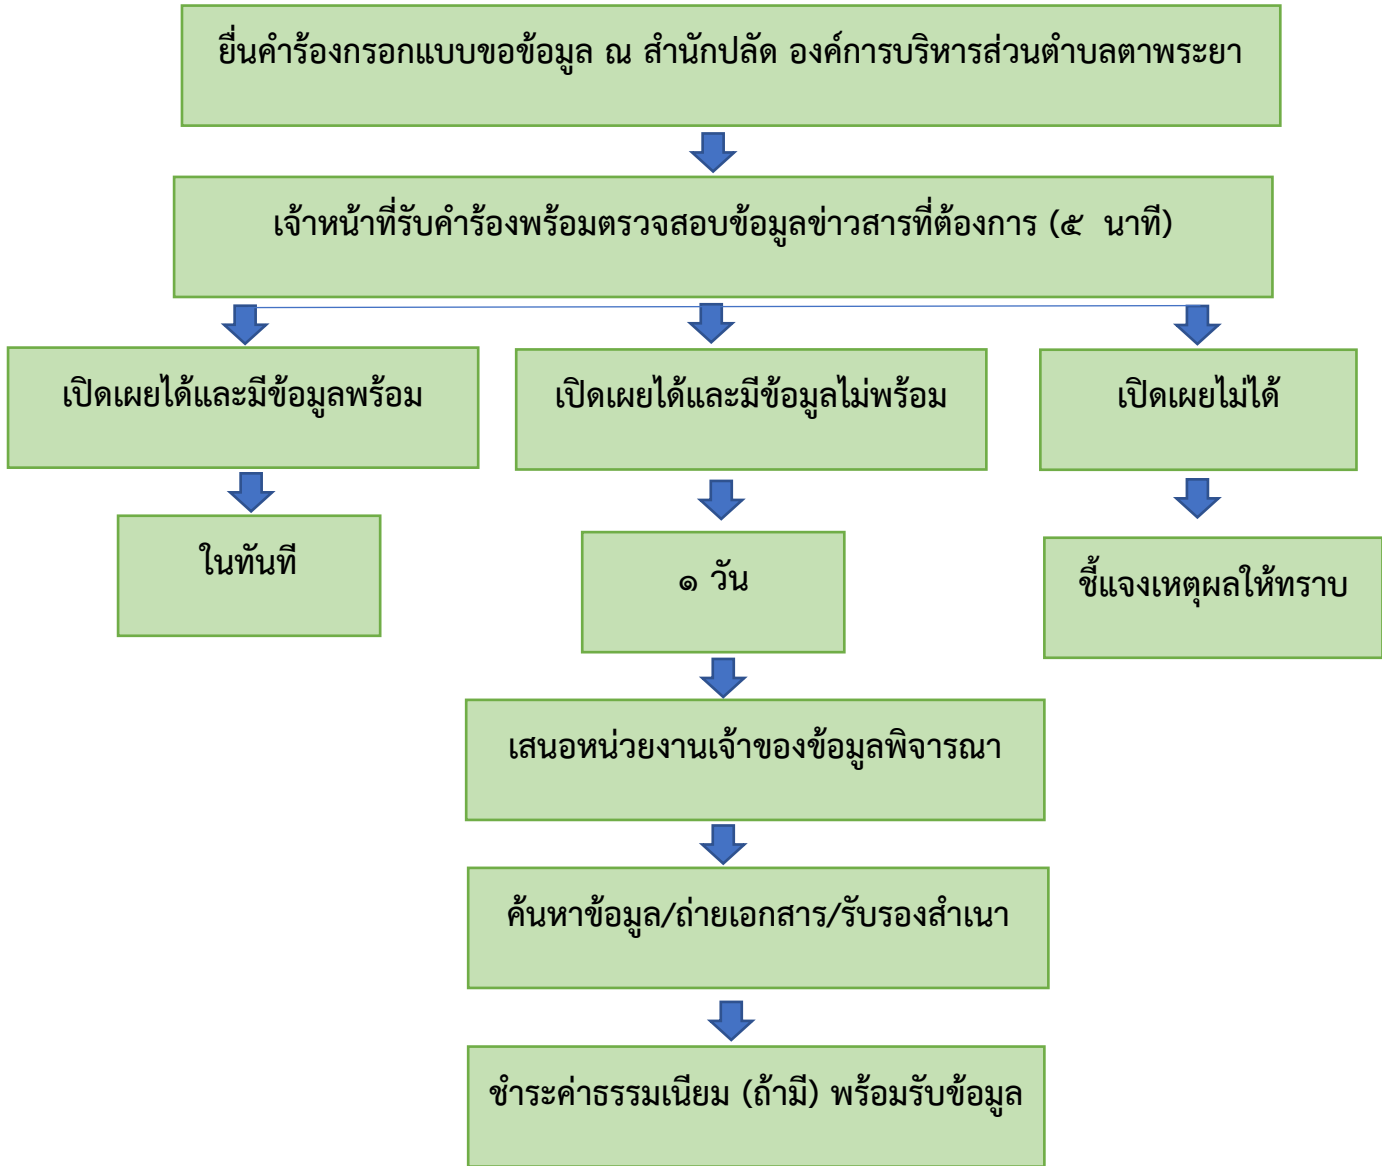 ยื่นคำร้องกรอกแบบขอข้อมูล ณ สำนักปลัด องค์การบริหารส่วนตำบลตาพระยา
เจ้าหน้าที่รับคำร้องพร้อมตรวจสอบข้อมูลข่าวสารที่ต้องการ (๕ นาที)
เปิดเผยได้และมีข้อมูลพร้อม
เปิดเผยได้และมีข้อมูลไม่พร้อม
เปิดเผยไม่ได้
ในทันที
๑ วัน
ชี้แจงเหตุผลให้ทราบ
เสนอหน่วยงานเจ้าของข้อมูลพิจารณา
ค้นหาข้อมูล/ถ่ายเอกสาร/รับรองสำเนา
ชำระค่าธรรมเนียม (ถ้ามี) พร้อมรับข้อมูล